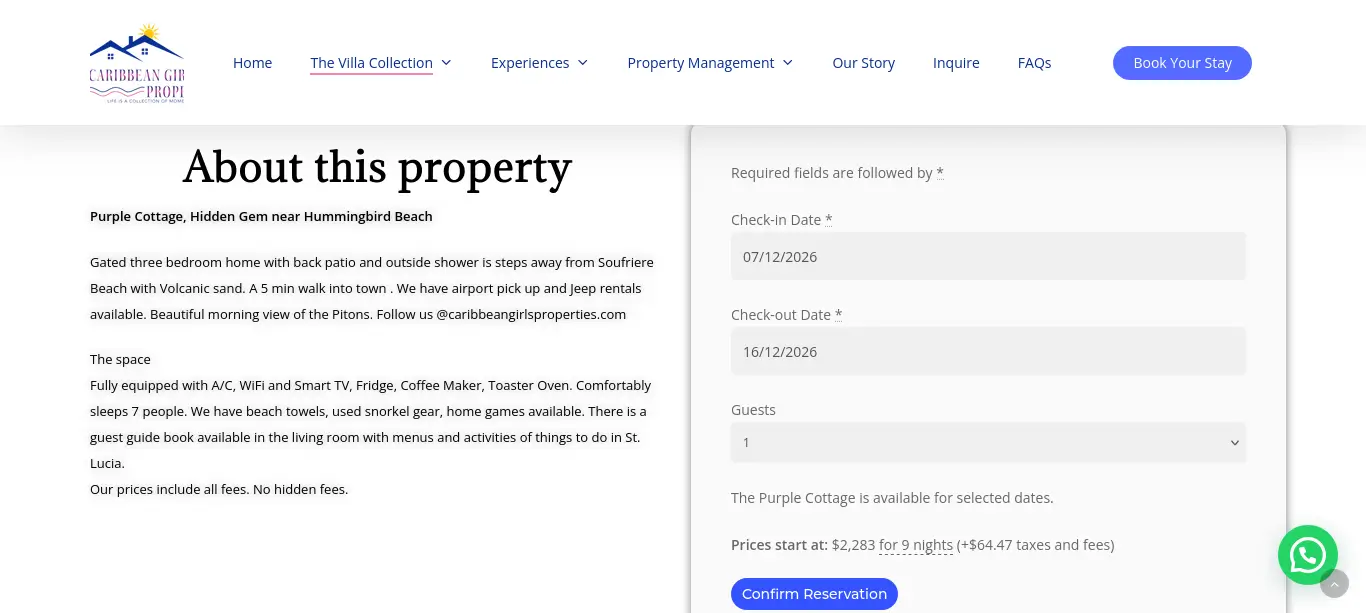 CARIBBEAN GIR
PROPI
LIFE IS A COLLECTION OF MOME
Home
The Villa Collection
Experiences
Property Management
Our Story
Inquire
FAQs
Book Your Stay
About this property
Purple Cottage, Hidden Gem near Hummingbird Beach
Gated three bedroom home with back patio and outside shower is steps away from Soufriere
Beach with Volcanic sand. A 5 min walk into town . We have airport pick up and Jeep rentals
available. Beautiful morning view of the Pitons. Follow us @caribbeangirlsproperties.com
The space
Fully equipped with A/C, WiFi and Smart TV, Fridge, Coffee Maker, Toaster Oven. Comfortably
sleeps 7 people. We have beach towels, used snorkel gear, home games available. There is a
guest guide book available in the living room with menus and activities of things to do in St.
Lucia.
Our prices include all fees. No hidden fees.
Required fields are followed by *
Check-in Date *
07/12/2026
Check-out Date *
16/12/2026
Guests
1
The Purple Cottage is available for selected dates.
Prices start at: $2,283 for 9 nights (+$64.47 taxes and fees)
Confirm Reservation